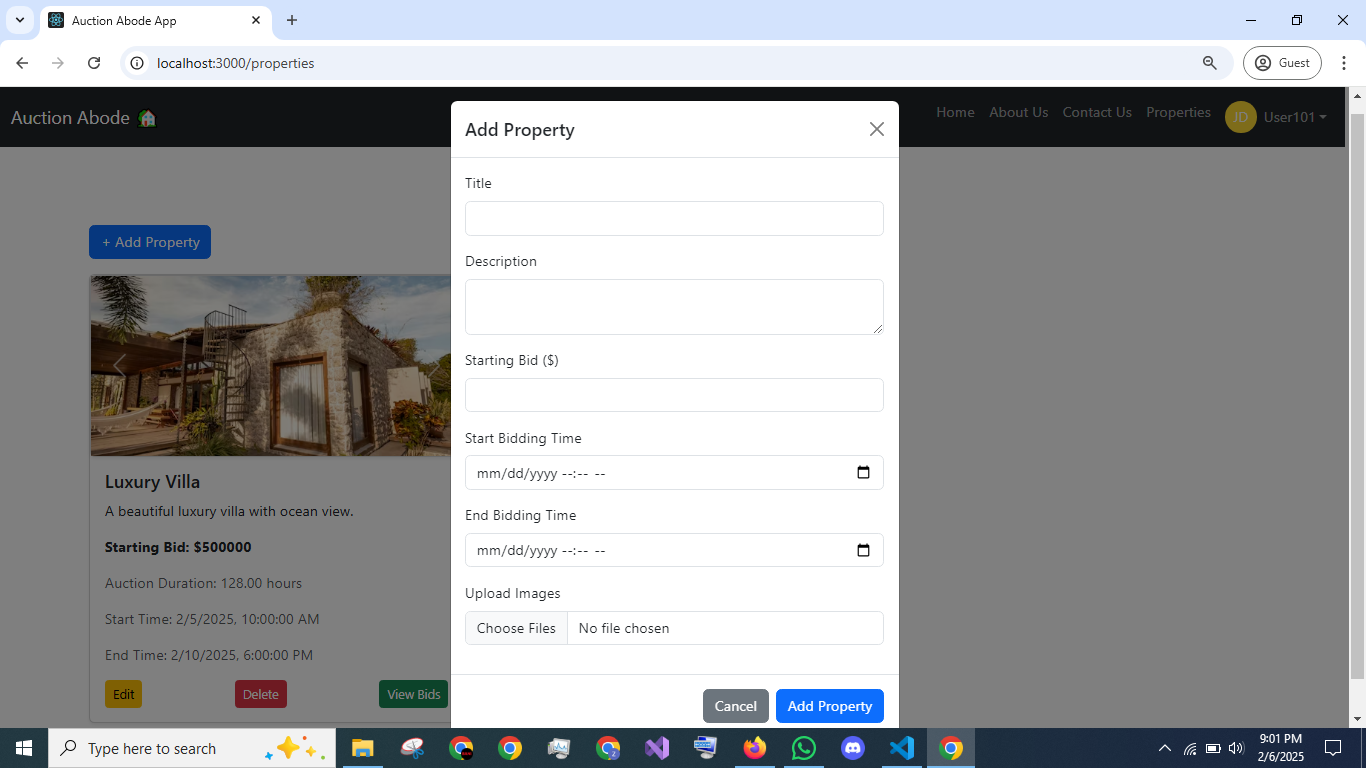 Auction Abode App
localhost:3000/properties
Guest
Auction Abode
Home About Us Contact Us Properties JD User101
Add Property
Title
+ Add Property
Description
Starting Bid ($)
Start Bidding Time
mm/dd/yyyy --:-- --
Luxury Villa
A beautiful luxury villa with ocean view.
End Bidding Time
Starting Bid: $500000
mm/dd/yyyy --:-- --
Auction Duration: 128.00 hours
Upload Images
Start Time: 2/5/2025, 10:00:00 AM
Choose Files No file chosen
End Time: 2/10/2025, 6:00:00 PM
Edit Delete View Bids
Cancel Add Property
Type here to search
9:01 PM
2/6/2025